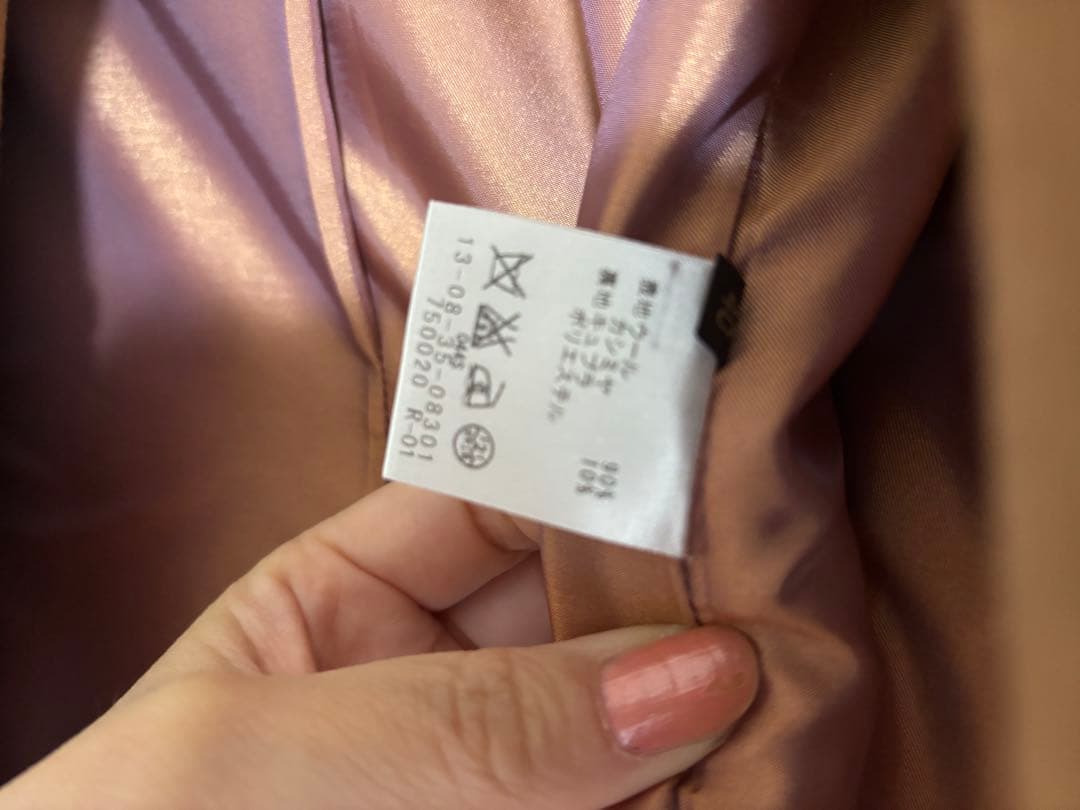 表地 ウール 90%
カシミヤ 10%
裏地 キュプラ
ポリエステル
13-08-35-08301
750020 R-01
40